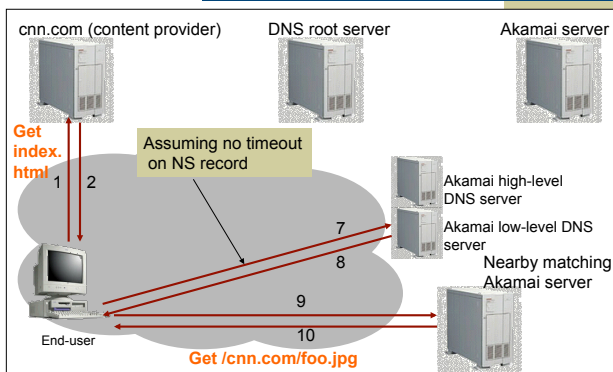 cnn.com (content provider)
DNS root server
Akamai server
Get
index.
html
1
2
Assuming no timeout
on NS record
Akamai high-level
DNS server
7
Akamai low-level DNS
server
8
Nearby matching
Akamai server
9
10
End-user
Get /cnn.com/foo.jpg